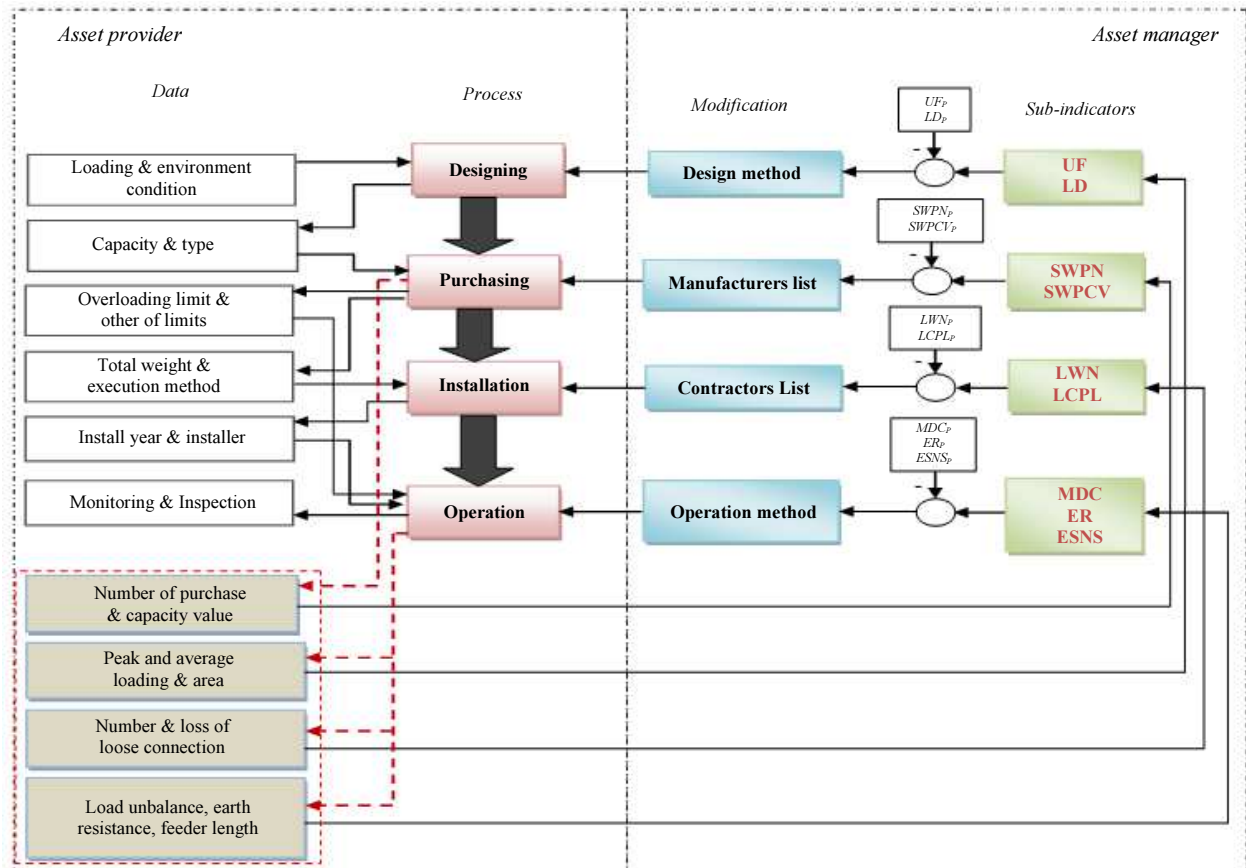 Asset provider
Asset manager
Data
Process
Modification
Sub-indicators
UFP
LDP
Loading & environment
condition
Designing
Design method
UF
LD
Capacity & type
SWPNP
SWPCVP
Purchasing
Manufacturers list
SWPN
SWPCV
Overloading limit &
other of limits
LWNP
LCPLP
Total weight &
execution method
Installation
Contractors List
LWN
LCPL
Install year & installer
MDCP
ERP
ESNSP
Monitoring & Inspection
Operation
Operation method
MDC
ER
ESNS
-
-
-
-
Number of purchase
& capacity value
Peak and average
loading & area
Number & loss of
loose connection
Load unbalance, earth
resistance, feeder length